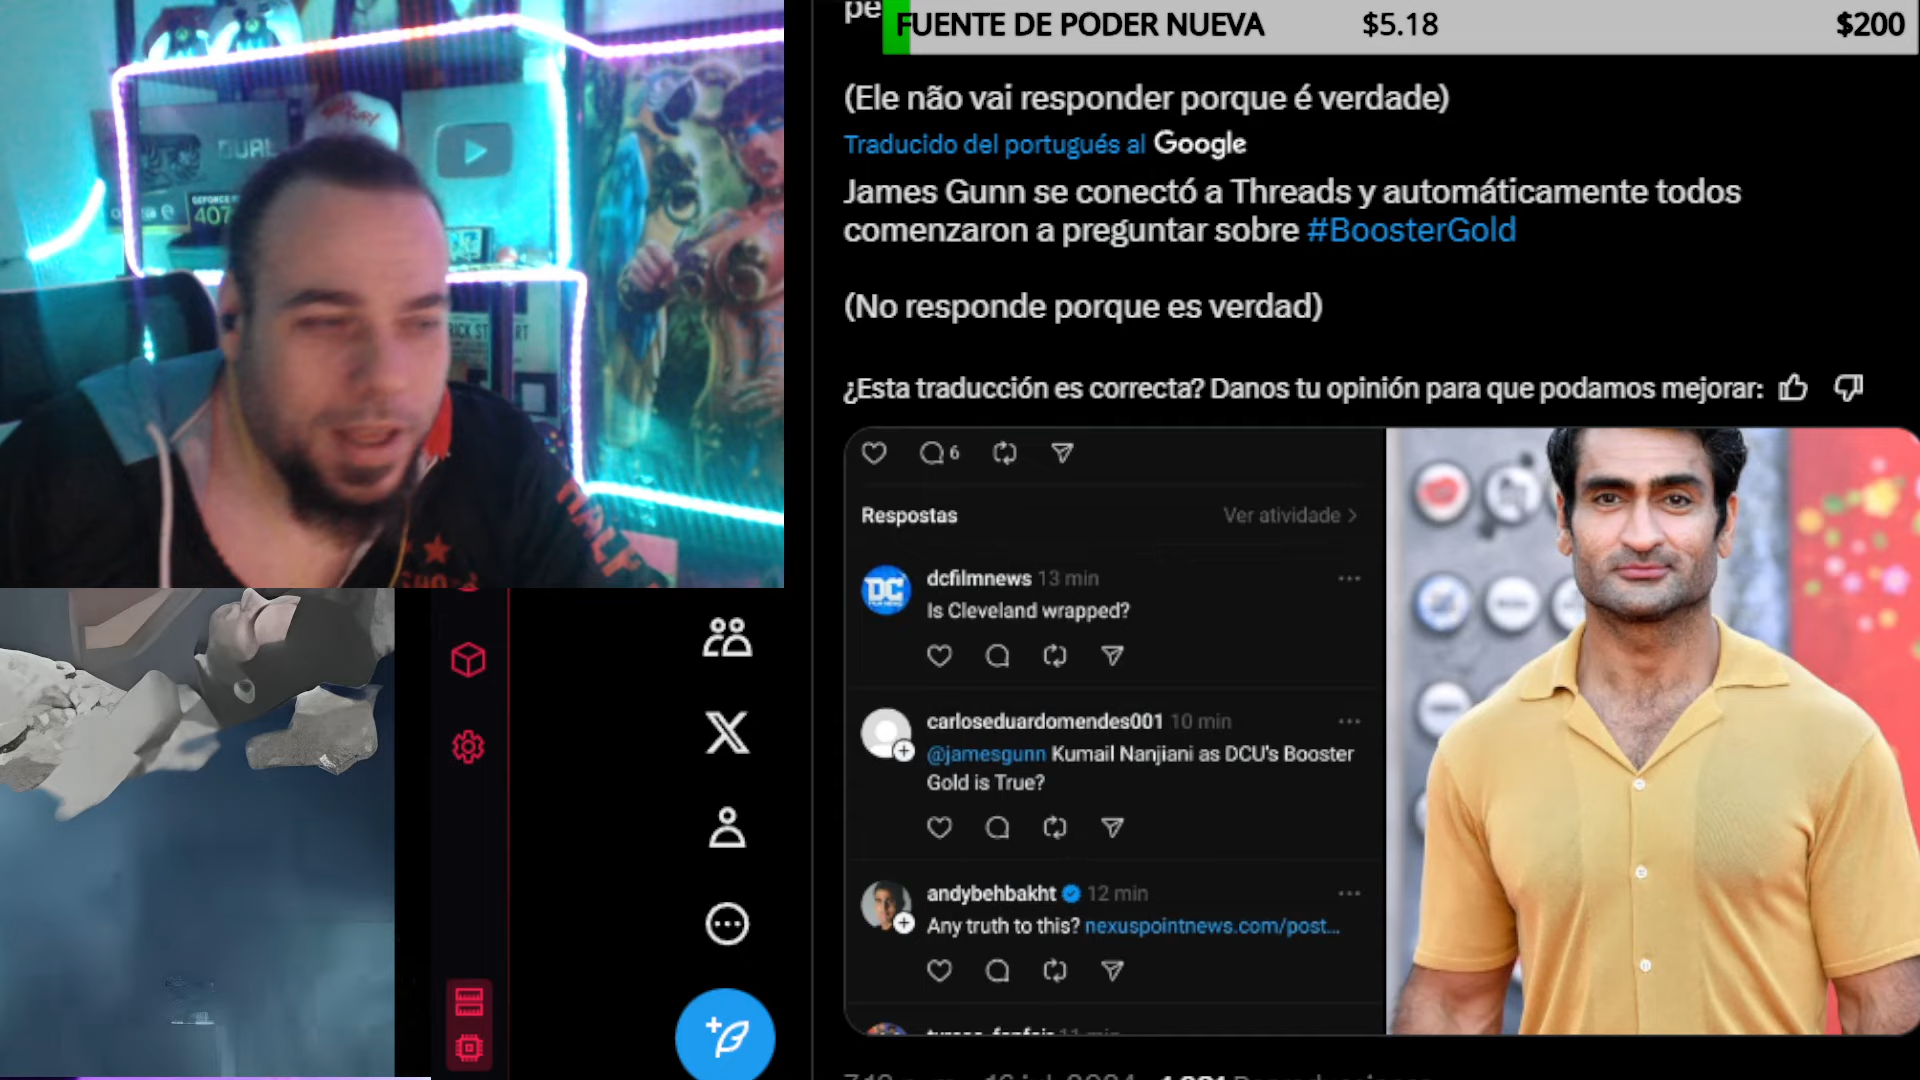 FUENTE DE PODER NUEVA $5.18 $200
(Ele não vai responder porque é verdade)
Traducido del portugués al Google
James Gunn se conectó a Threads y automáticamente todos
comenzaron a preguntar sobre #BoosterGold
(No responde porque es verdad)
¿Esta traducción es correcta? Danos tu opinión para que podamos mejorar:
6
Respostas Ver atividade >
dcfilmnews 13 min
Is Cleveland wrapped?
carloseduardomendes001 10 min
@jamesgunn Kumail Nanjiani as DCU's Booster
Gold is True?
andybehbakht 12 min
Any truth to this? nexuspointnews.com/post...
DUAL
GEFORCE
407
DC